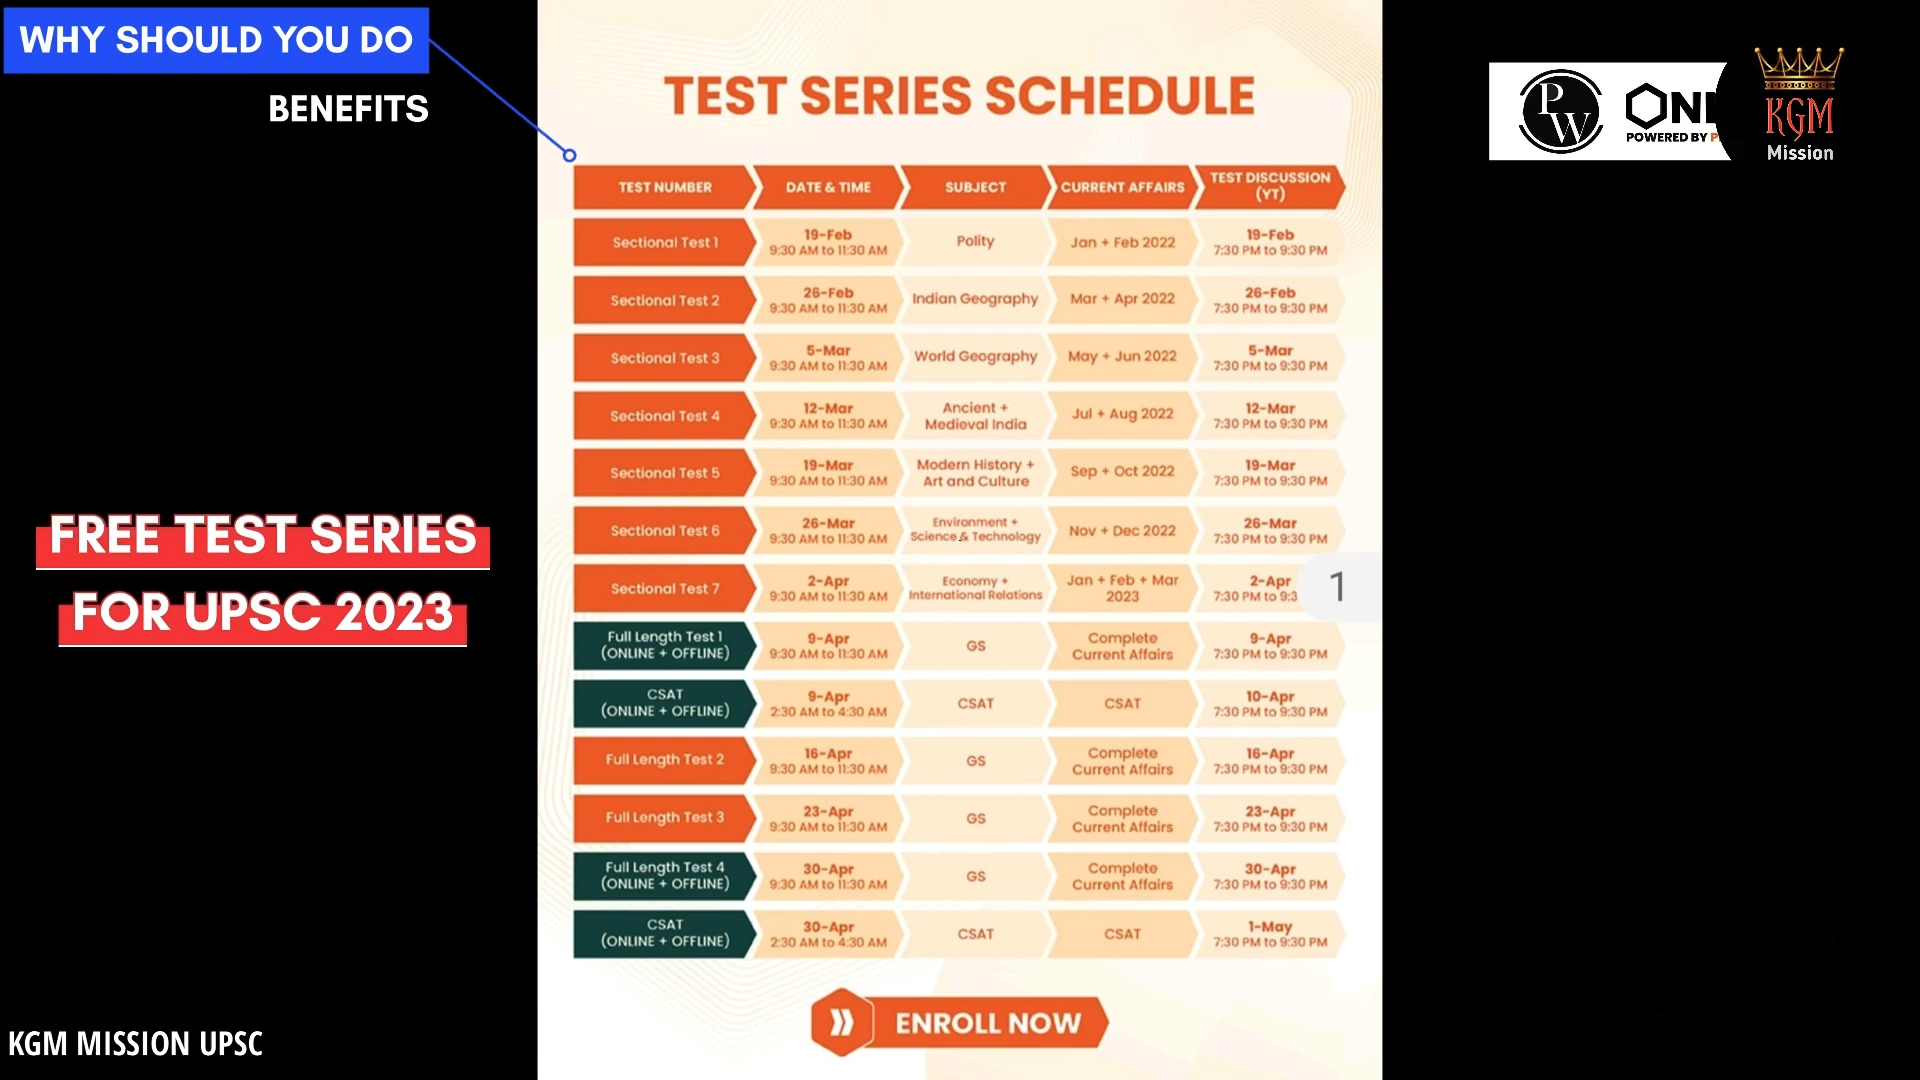 WHY SHOULD YOU DO
BENEFITS
TEST SERIES SCHEDULE
PW
ONI
POWERED BY P
KGM
Mission
TEST NUMBER DATE & TIME SUBJECT CURRENT AFFAIRS TEST DISCUSSION (YT)
Sectional Test 1 19-Feb 9:30 AM to 11:30 AM Polity Jan + Feb 2022 19-Feb 7:30 PM to 9:30 PM
Sectional Test 2 26-Feb 9:30 AM to 11:30 AM Indian Geography Mar + Apr 2022 26-Feb 7:30 PM to 9:30 PM
Sectional Test 3 5-Mar 9:30 AM to 11:30 AM World Geography May + Jun 2022 5-Mar 7:30 PM to 9:30 PM
Sectional Test 4 12-Mar 9:30 AM to 11:30 AM Ancient + Medieval India Jul + Aug 2022 12-Mar 7:30 PM to 9:30 PM
Sectional Test 5 19-Mar 9:30 AM to 11:30 AM Modern History + Art and Culture Sep + Oct 2022 19-Mar 7:30 PM to 9:30 PM
Sectional Test 6 26-Mar 9:30 AM to 11:30 AM Environment + Science & Technology Nov + Dec 2022 26-Mar 7:30 PM to 9:30 PM
Sectional Test 7 2-Apr 9:30 AM to 11:30 AM Economy + International Relations Jan + Feb + Mar 2023 2-Apr 7:30 PM to 9:3
1
Full Length Test 1 (ONLINE + OFFLINE) 9-Apr 9:30 AM to 11:30 AM GS Complete Current Affairs 9-Apr 7:30 PM to 9:30 PM
CSAT (ONLINE + OFFLINE) 9-Apr 2:30 AM to 4:30 AM CSAT CSAT 10-Apr 7:30 PM to 9:30 PM
Full Length Test 2 16-Apr 9:30 AM to 11:30 AM GS Complete Current Affairs 16-Apr 7:30 PM to 9:30 PM
Full Length Test 3 23-Apr 9:30 AM to 11:30 AM GS Complete Current Affairs 23-Apr 7:30 PM to 9:30 PM
Full Length Test 4 (ONLINE + OFFLINE) 30-Apr 9:30 AM to 11:30 AM GS Complete Current Affairs 30-Apr 7:30 PM to 9:30 PM
CSAT (ONLINE + OFFLINE) 30-Apr 2:30 AM to 4:30 AM CSAT CSAT 1-May 7:30 PM to 9:30 PM
ENROLL NOW
FREE TEST SERIES
FOR UPSC 2023
KGM MISSION UPSC